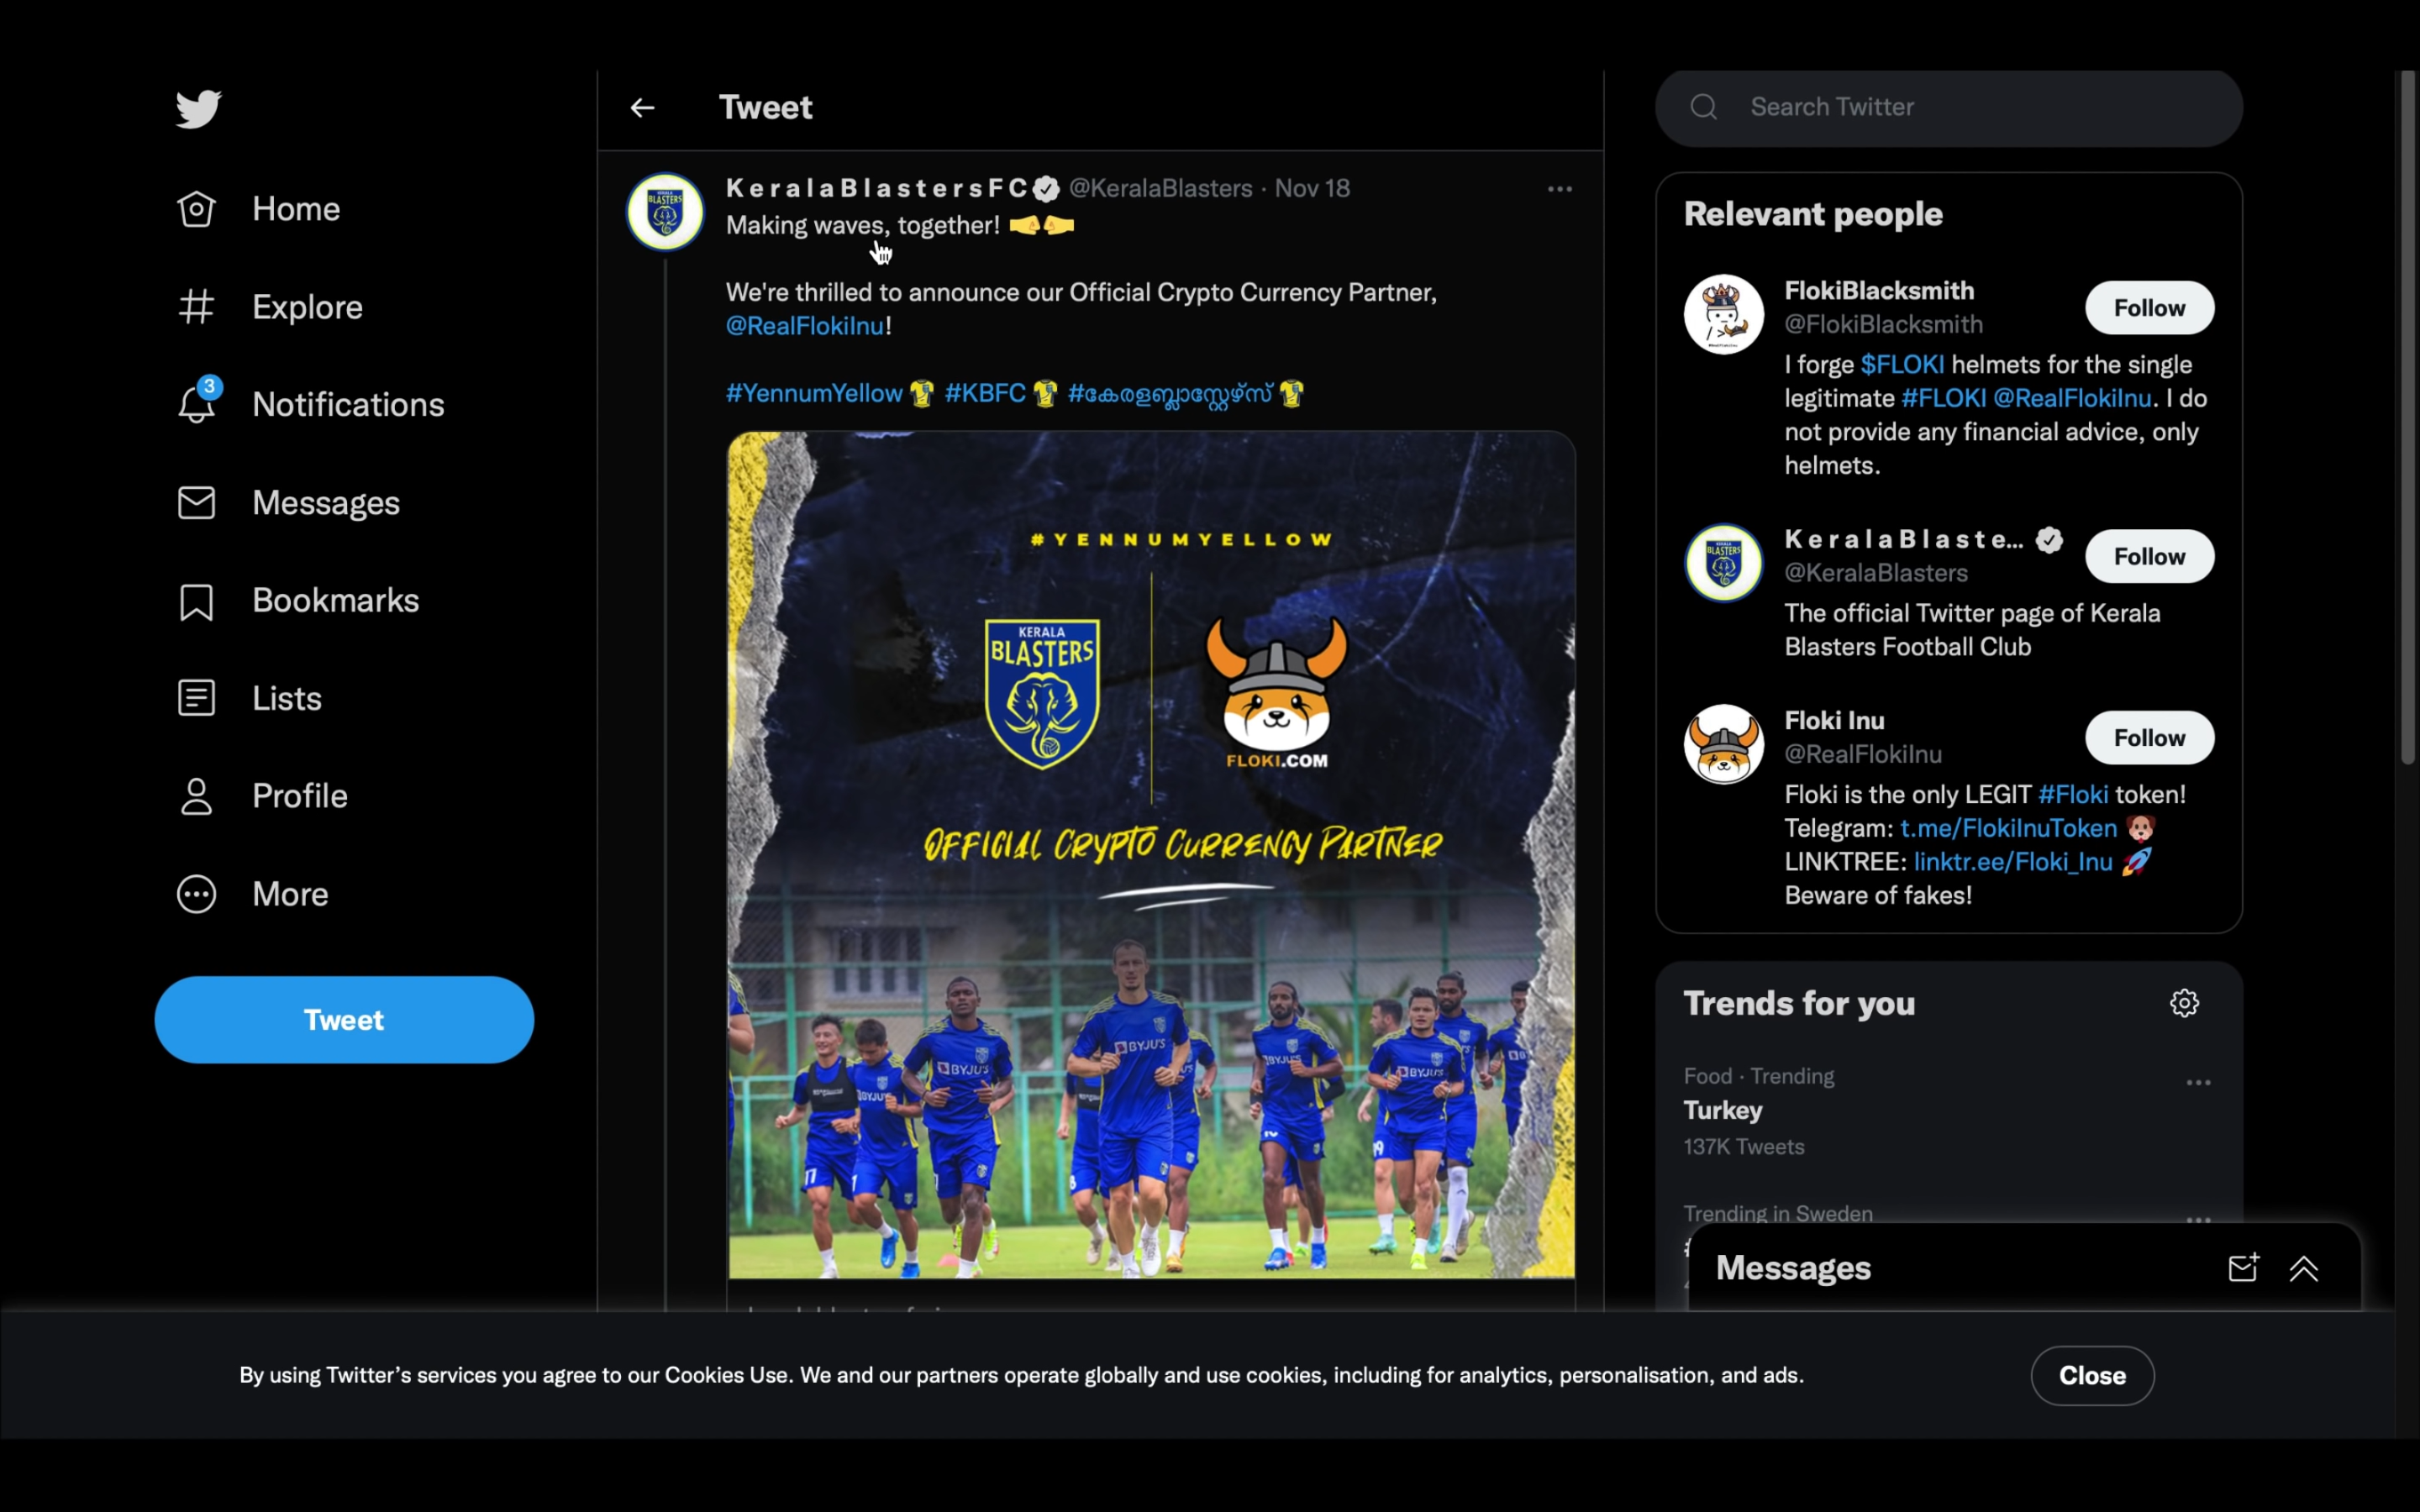 Home
Explore
3
Notifications
Messages
Bookmarks
Lists
Profile
More
Tweet
Tweet
KeralaBlastersFC @KeralaBlasters · Nov 18
Making waves, together! 🤜🤛
We're thrilled to announce our Official Crypto Currency Partner,
@RealFlokiInu!
#YennumYellow #KBFC #കേരളബ്ലാസ്റ്റേഴ്സ്
#YENNUMYELLOW
KERALA
BLASTERS
FLOKI.COM
OFFICIAL CRYPTO CURRENCY PARTNER
BYJU'S
BYJU'S
BYJU'S
BYJU'S
BYJU'S
17
19
Search Twitter
Relevant people
FlokiBlacksmith
@FlokiBlacksmith
Follow
I forge $FLOKI helmets for the single
legitimate #FLOKI @RealFlokiInu. I do
not provide any financial advice, only
helmets.
KeralaBlaste...
@KeralaBlasters
Follow
The official Twitter page of Kerala
Blasters Football Club
Floki Inu
@RealFlokiInu
Follow
Floki is the only LEGIT #Floki token!
Telegram: t.me/FlokiInuToken 🐶
LINKTREE: linktr.ee/Floki_Inu 🚀
Beware of fakes!
Trends for you
Food · Trending
Turkey
137K Tweets
Trending in Sweden
Messages
By using Twitter's services you agree to our Cookies Use. We and our partners operate globally and use cookies, including for analytics, personalisation, and ads.
Close